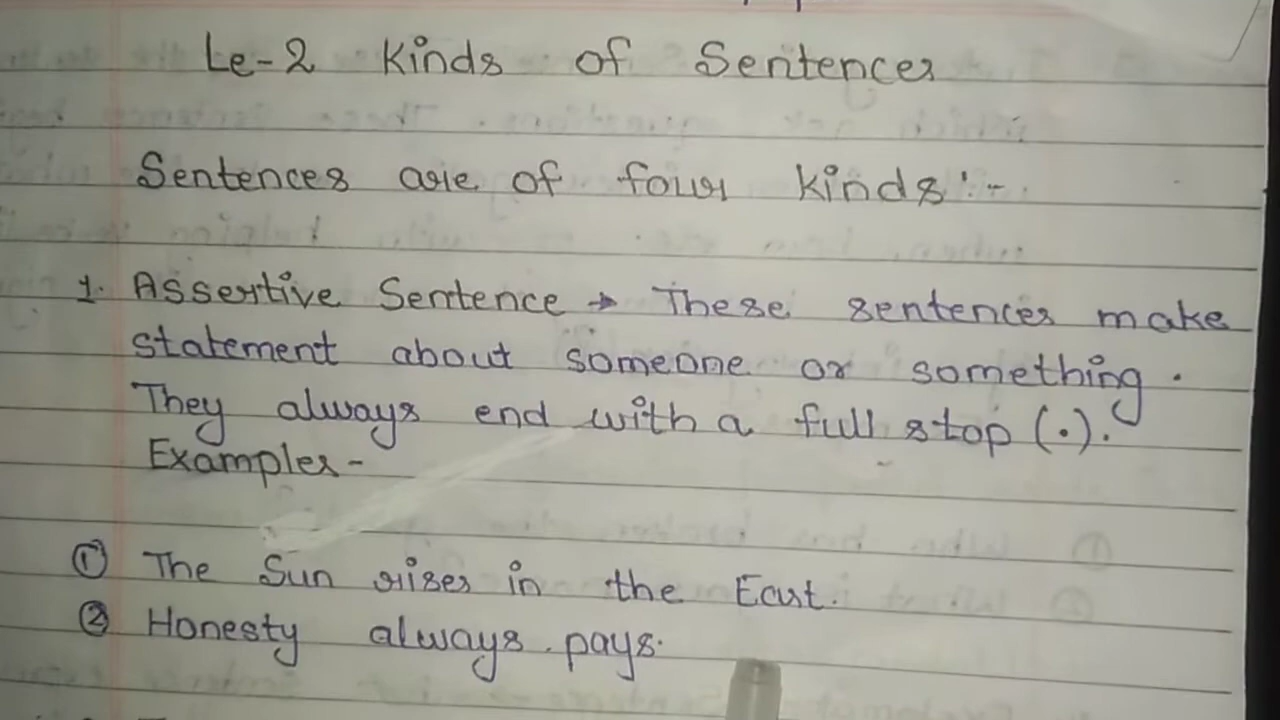 Le-2 Kinds of Sentences
Sentences are of four kinds :-
1. Assertive Sentence → These sentences make
statement about someone or something.
They always end with a full stop (.).
Examples -
① The Sun rises in the East.
② Honesty always pays.